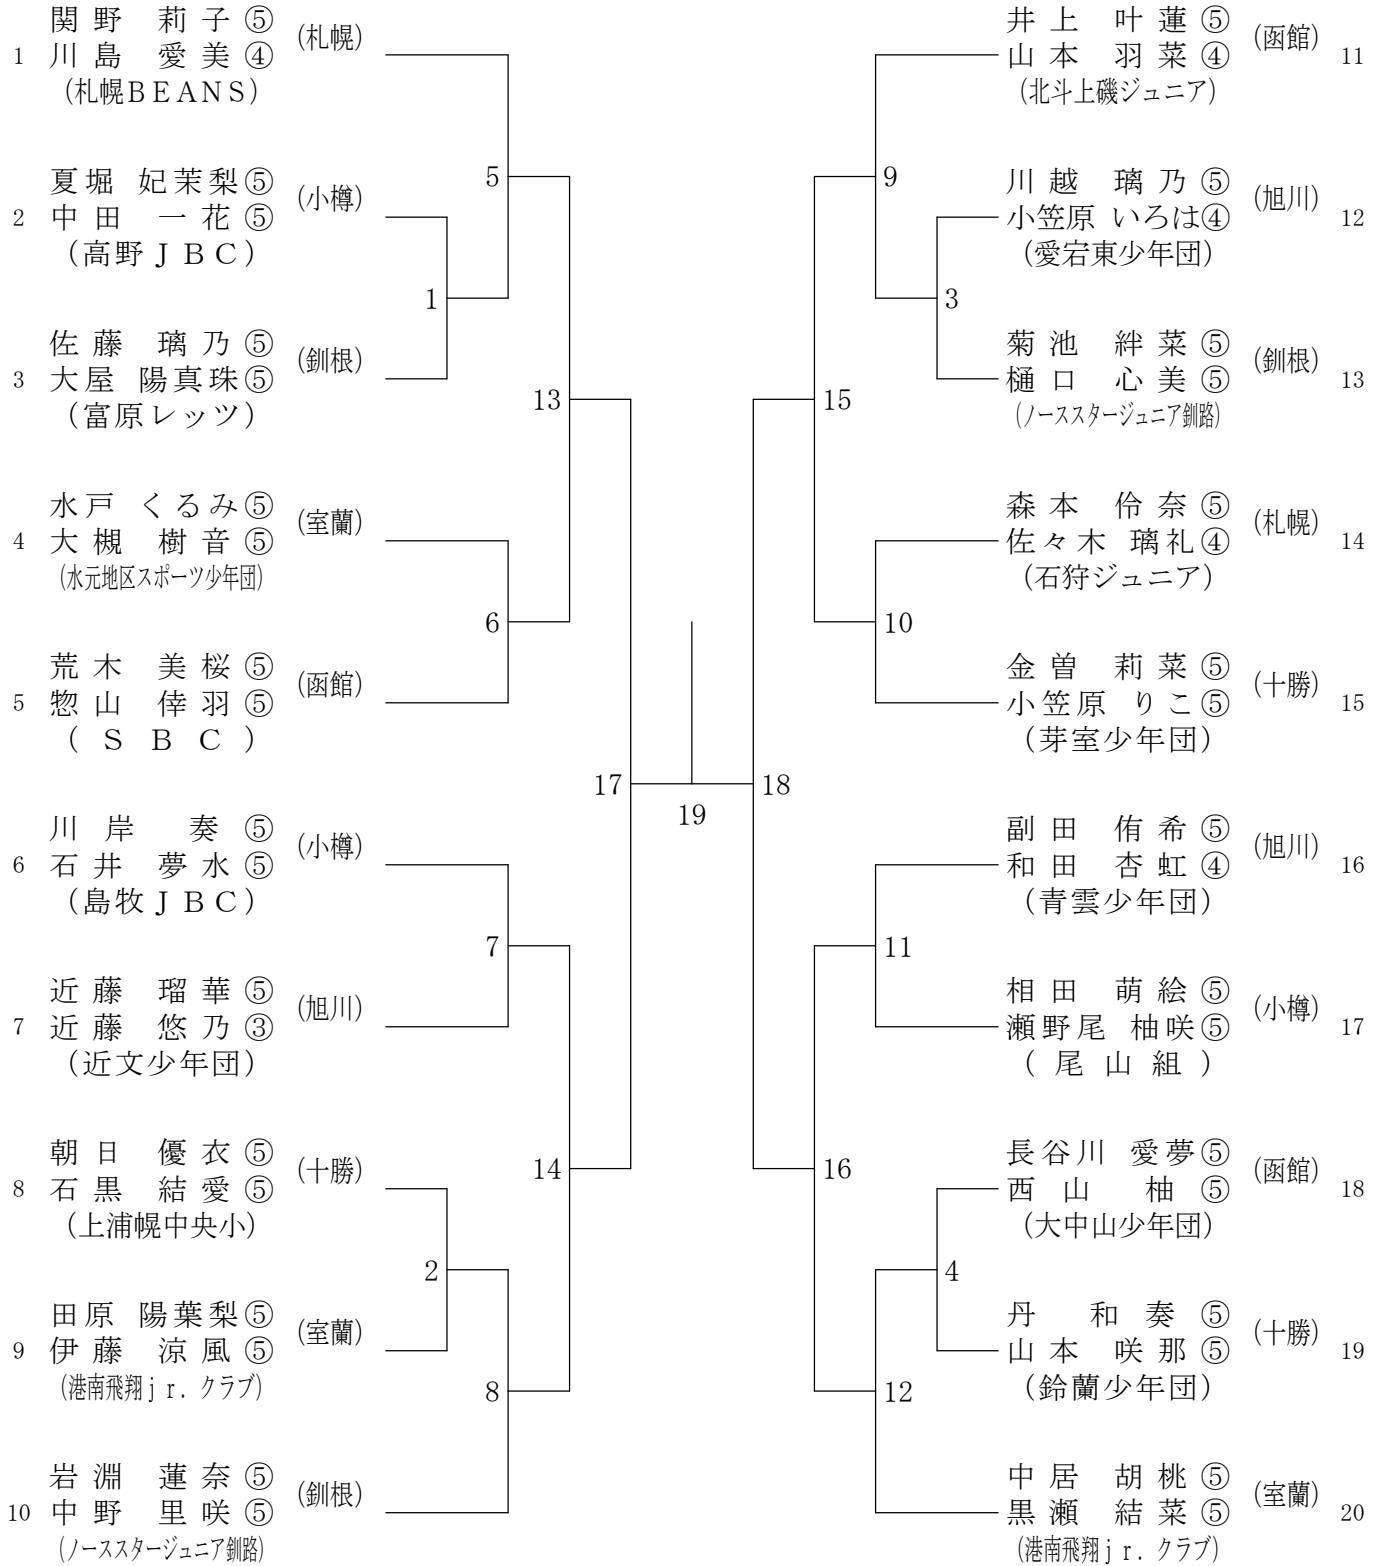 関野 莉子⑤ (札幌)
1 川島 愛美④
(札幌BEANS)
夏堀 妃茉梨⑤ (小樽)
2 中田 一花⑤
(高野JBC)
佐藤 璃乃⑤ (釧根)
3 大屋 陽真珠⑤
(富原レッツ)
水戸 くるみ⑤ (室蘭)
4 大槻 樹音⑤
(水元地区スポーツ少年団)
荒木 美桜⑤ (函館)
5 惣山 倖羽⑤
(SBC)
川岸 奏⑤ (小樽)
6 石井 夢水⑤
(島牧JBC)
近藤 瑠華⑤ (旭川)
7 近藤 悠乃③
(近文少年団)
朝日 優衣⑤ (十勝)
8 石黒 結愛⑤
(上浦幌中央小)
田原 陽葉梨⑤ (室蘭)
9 伊藤 涼風⑤
(港南飛翔jr.クラブ)
岩淵 蓮奈⑤ (釧根)
10 中野 里咲⑤
(ノーススタージュニア釧路)
5
1
13
6
17
7
14
2
8
19
9
3
15
10
18
11
16
4
12
井上 叶蓮⑤ (函館)
山本 羽菜④ 11
(北斗上磯ジュニア)
川越 璃乃⑤ (旭川)
小笠原 いろは④ 12
(愛宕東少年団)
菊池 絆菜⑤ (釧根)
樋口 心美⑤ 13
(ノーススタージュニア釧路)
森本 伶奈⑤ (札幌)
佐々木 璃礼④ 14
(石狩ジュニア)
金曽 莉菜⑤ (十勝)
小笠原 りこ⑤ 15
(芽室少年団)
副田 侑希⑤ (旭川)
和田 杏虹④ 16
(青雲少年団)
相田 萌絵⑤ (小樽)
瀬野尾 柚咲⑤ 17
(尾山組)
長谷川 愛夢⑤ (函館)
西山 柚⑤ 18
(大中山少年団)
丹 和奏⑤ (十勝)
山本 咲那⑤ 19
(鈴蘭少年団)
中居 胡桃⑤ (室蘭)
黒瀬 結菜⑤ 20
(港南飛翔jr.クラブ)